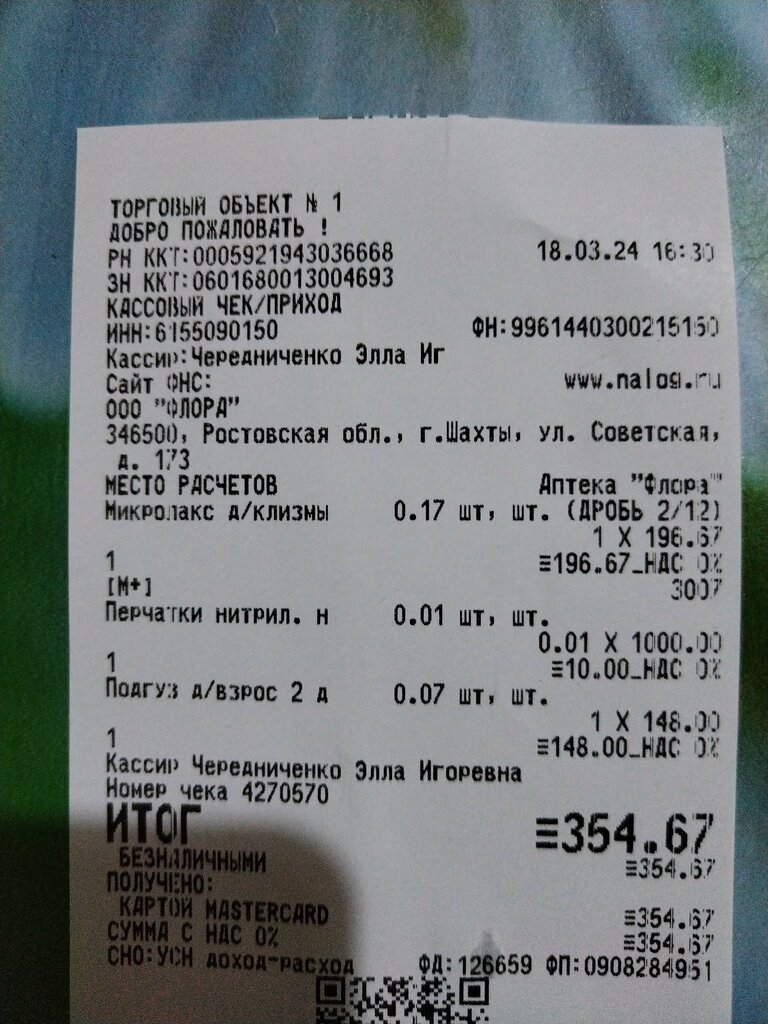 ТОРГОВЫЙ ОБЪЕКТ № 1
ДОБРО ПОЖАЛОВАТЬ !
РН ККТ:0005921943036668 18.03.24 16:30
ЗН ККТ:0601680013004693
КАССОВЫЙ ЧЕК/ПРИХОД
ИНН:6155090150 ФН:9961440300215150
Кассир:Чередниченко Элла Иг
Сайт ФНС: www.nalog.ru
ООО "ФЛОРА"
346500, Ростовская обл., г.Шахты, ул. Советская,
д. 173
МЕСТО РАСЧЕТОВ Аптека "Флора"
Микролакс д/клизмы 0.17 шт, шт. (ДРОБЬ 2/12)
1 X 196.67
1 ≡196.67_НДС 0%
[М+] 3007
Перчатки нитрил. н 0.01 шт, шт.
0.01 X 1000.00
1 ≡10.00_НДС 0%
Подгуз д/взрос 2 д 0.07 шт, шт.
1 X 148.00
1 ≡148.00_НДС 0%
Кассир Чередниченко Элла Игоревна
Номер чека 4270570
ИТОГ ≡354.67
БЕЗНАЛИЧНЫМИ ≡354.67
ПОЛУЧЕНО:
КАРТОЙ MASTERCARD ≡354.67
СУММА С НДС 0% ≡354.67
СНО:УСН доход-расход ФД:126659 ФП:0908284951